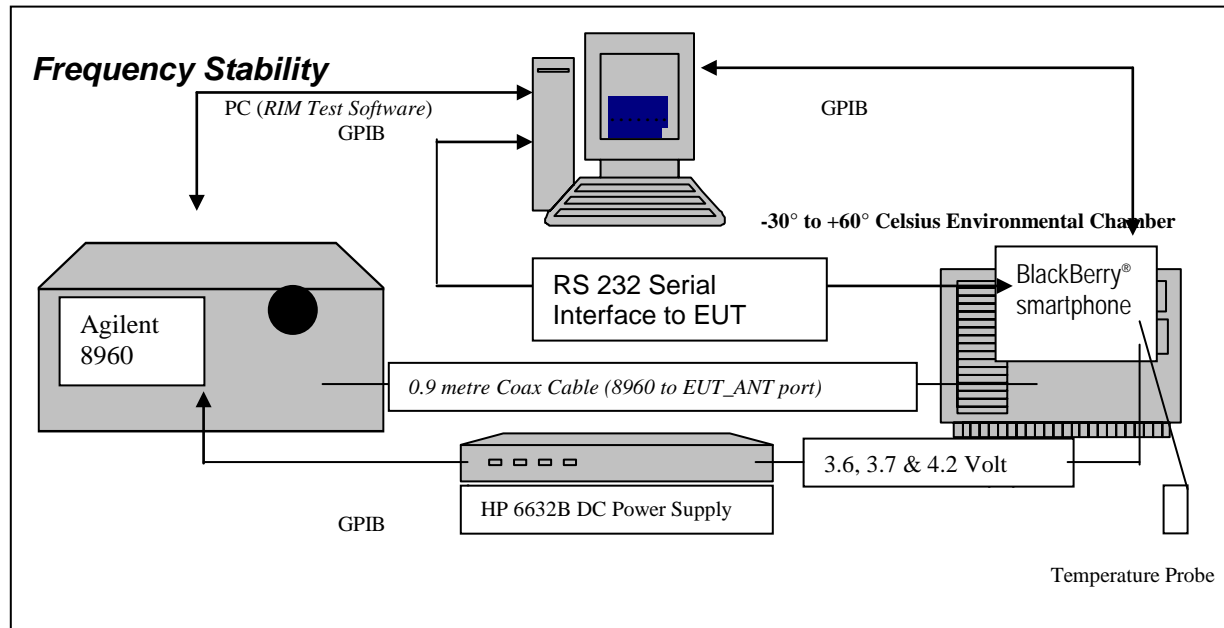 Frequency Stability
PC (RIM Test Software)
GPIB
GPIB
-30° to +60° Celsius Environmental Chamber
RS 232 Serial
Interface to EUT
BlackBerry®
smartphone
Agilent
8960
0.9 metre Coax Cable (8960 to EUT_ANT port)
3.6, 3.7 & 4.2 Volt
HP 6632B DC Power Supply
GPIB
Temperature Probe